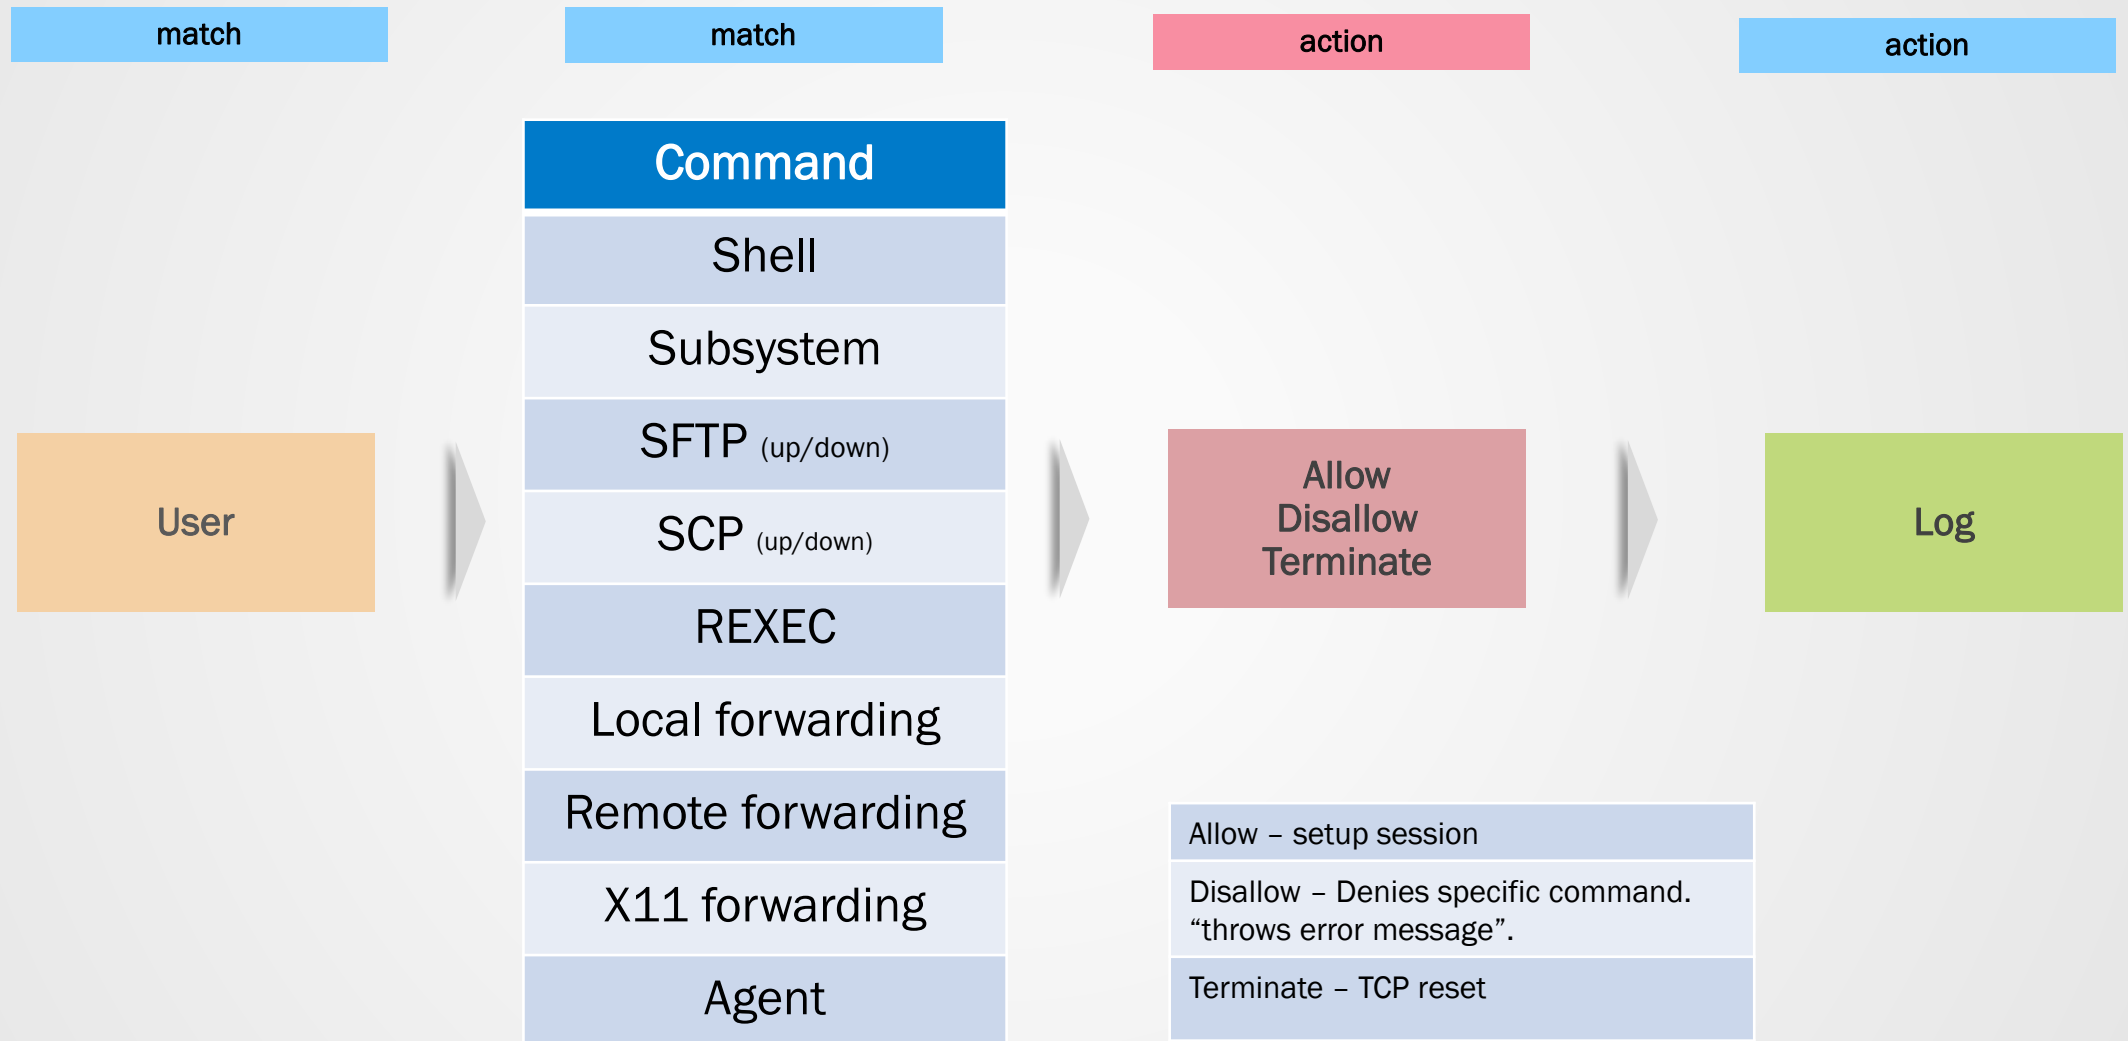 match
match
action
action
Command
Shell
Subsystem
SFTP (up/down)
SCP (up/down)
REXEC
Local forwarding
Remote forwarding
X11 forwarding
Agent
User
Allow
Disallow
Terminate
Log
Allow – setup session
Disallow – Denies specific command.
“throws error message”.
Terminate – TCP reset